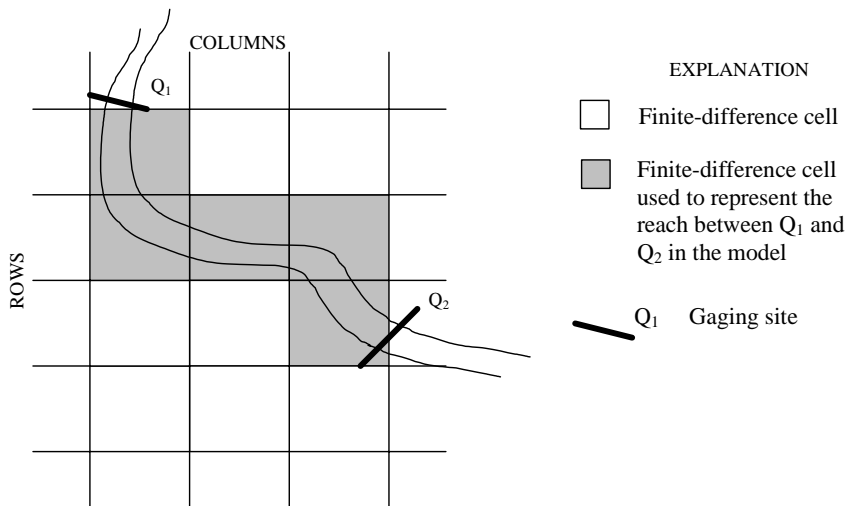 COLUMNS
Q1
ROWS
Q2
EXPLANATION
Finite-difference cell
Finite-difference cell
used to represent the
reach between Q1 and
Q2 in the model
Q1 Gaging site